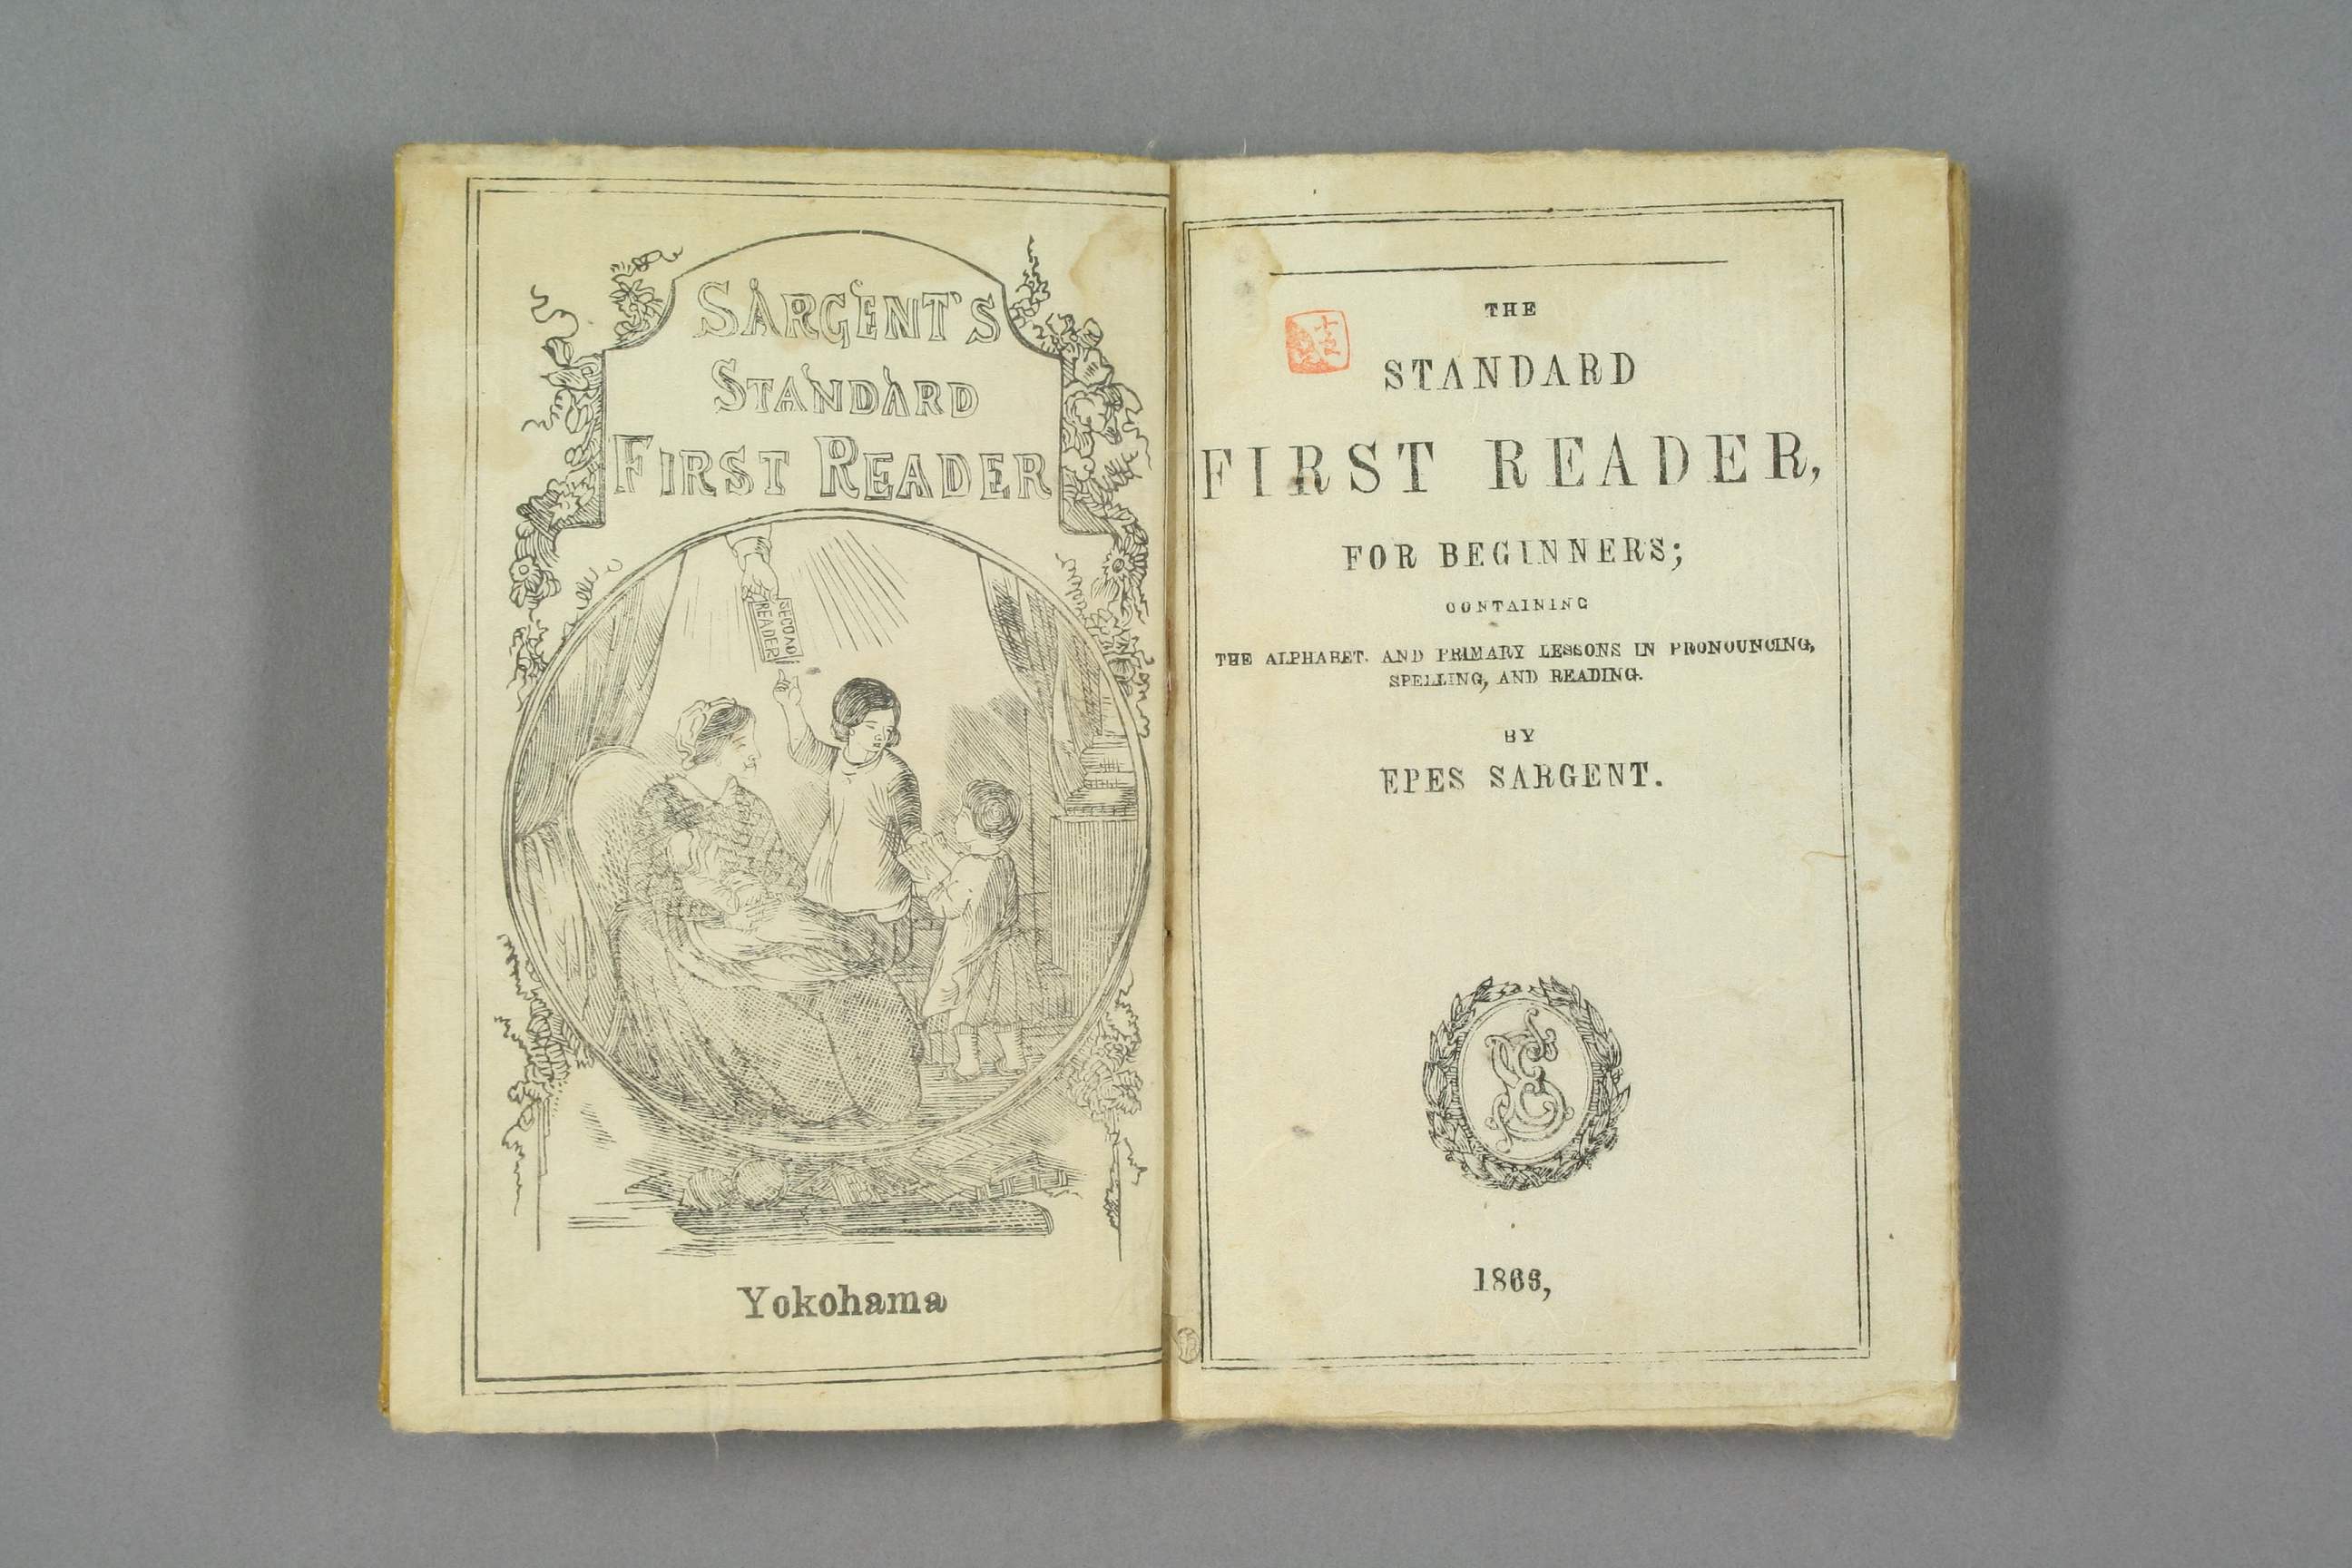 SARGENT'S
STANDARD
FIRST READER
SECOND
READER
Yokohama
THE
STANDARD
FIRST READER,
FOR BEGINNERS;
CONTAINING
THE ALPHABET. AND PRIMARY LESSONS IN PRONOUNCING,
SPELLING, AND READING.
BY
EPES SARGENT.
1866,